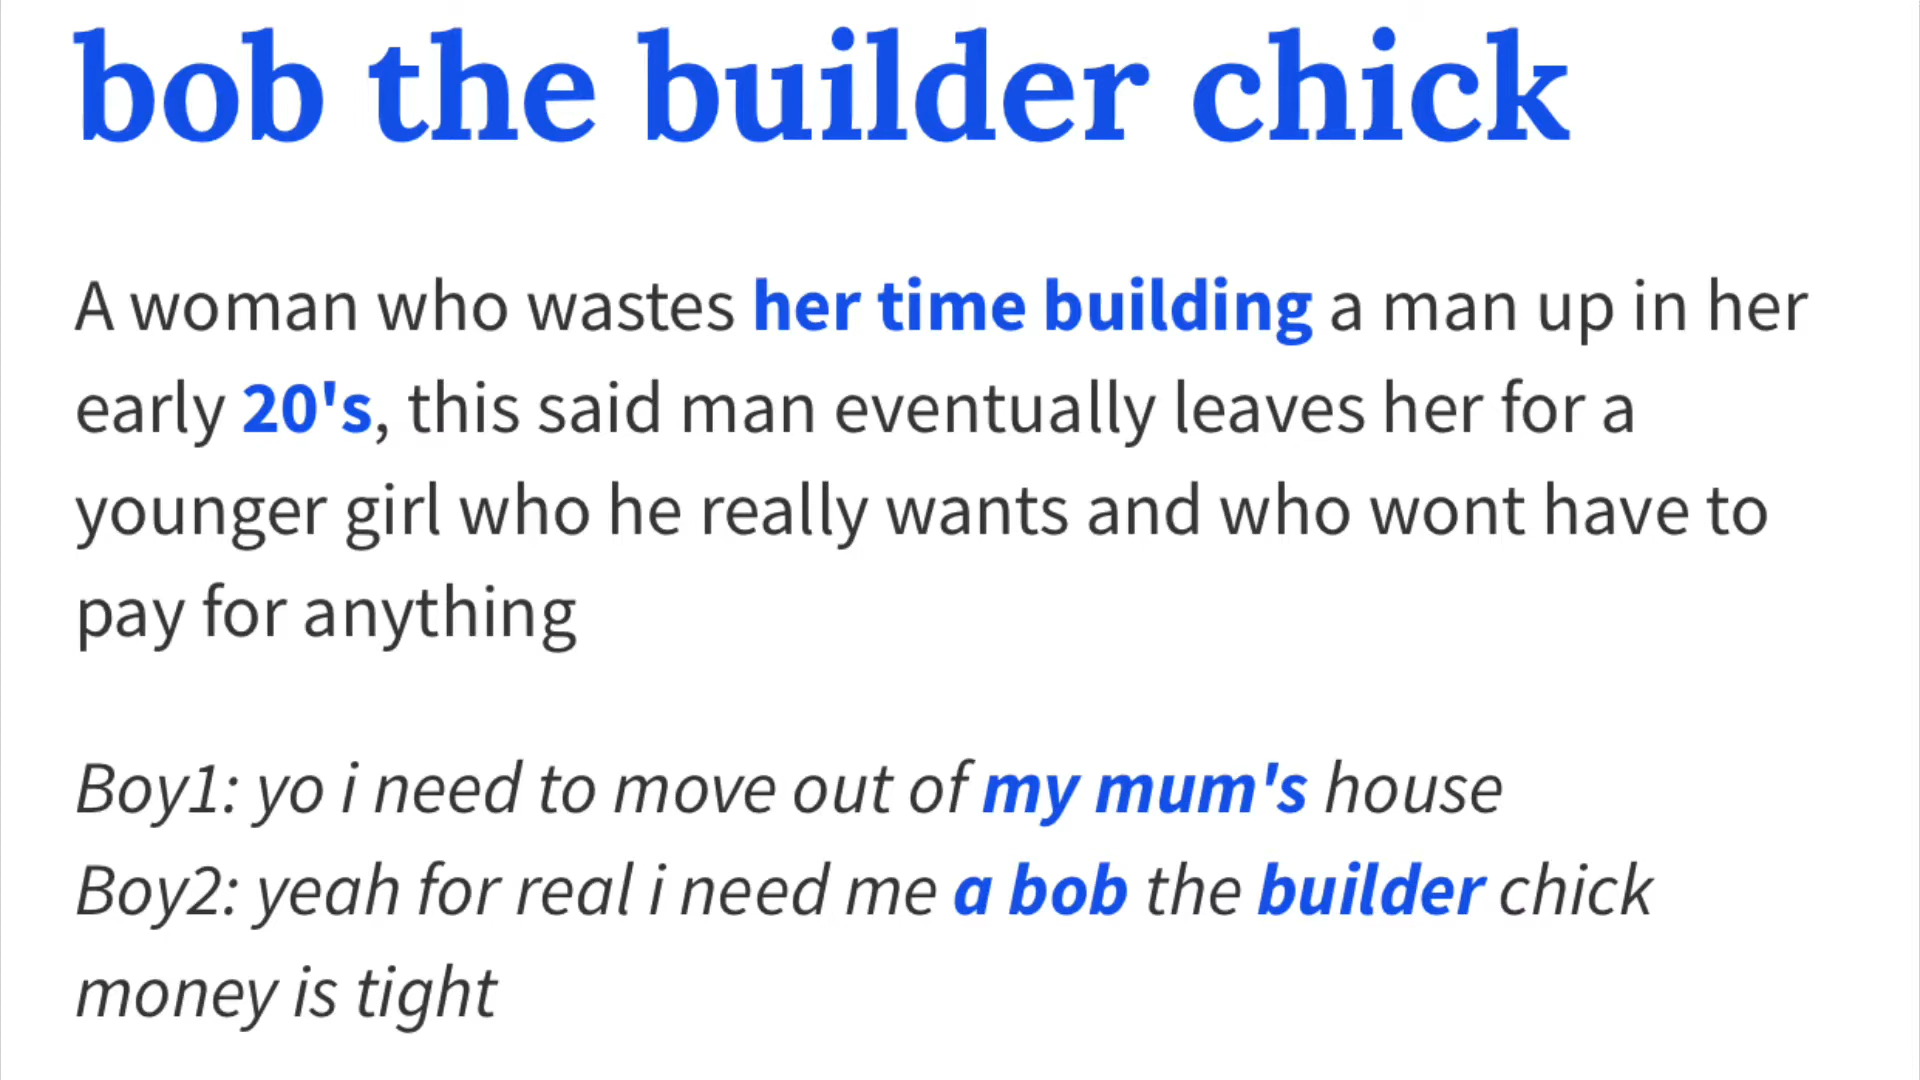 bob the builder chick
A woman who wastes her time building a man up in her
early 20's, this said man eventually leaves her for a
younger girl who he really wants and who wont have to
pay for anything
Boy1: yo i need to move out of my mum's house
Boy2: yeah for real i need me a bob the builder chick
money is tight